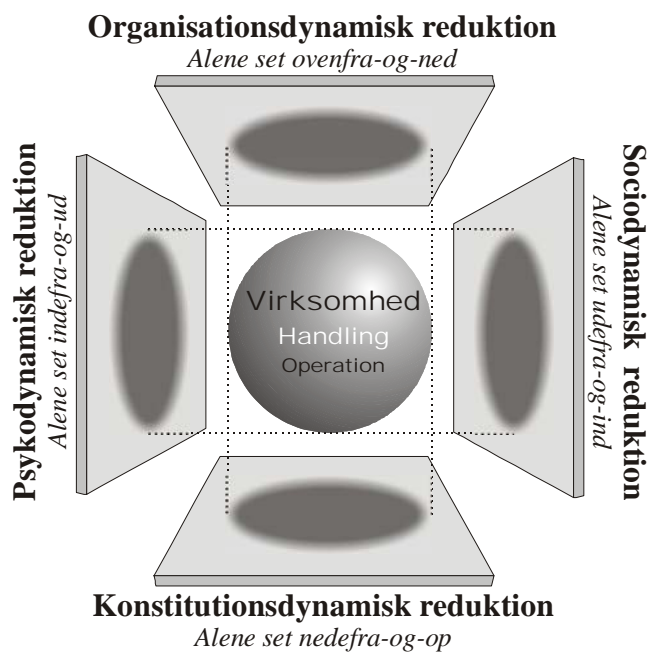 Organisationsdynamisk reduktion
Alene set ovenfra-og-ned
Psykodynamisk reduktion
Alene set indefra-og-ud
Virksomhed
Handling
Operation
Sociodynamisk reduktion
Alene set udefra-og-ind
Konstitutionsdynamisk reduktion
Alene set nedefra-og-op